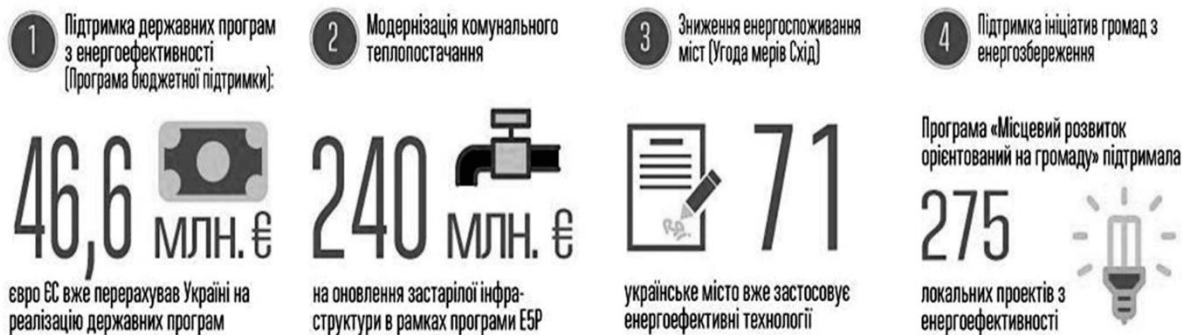 1
Підтримка державних програм
з енергоефективності
(Програма бюджетної підтримки):
46,6
МЛН. €
євро ЄС вже перерахував Україні на
реалізацію державних програм
2
Модернізація комунального
теплопостачання
240
МЛН. €
на оновлення застарілої інфра-
структури в рамках програми E5P
3
Зниження енергоспоживання
міст (Угода мерів Схід)
71
українське місто вже застосовує
енергоефективні технології
4
Підтримка ініціатив громад з
енергозбереження
Програма «Місцевий розвиток
орієнтований на громаду» підтримала
275
локальних проектів з
енергоефективності